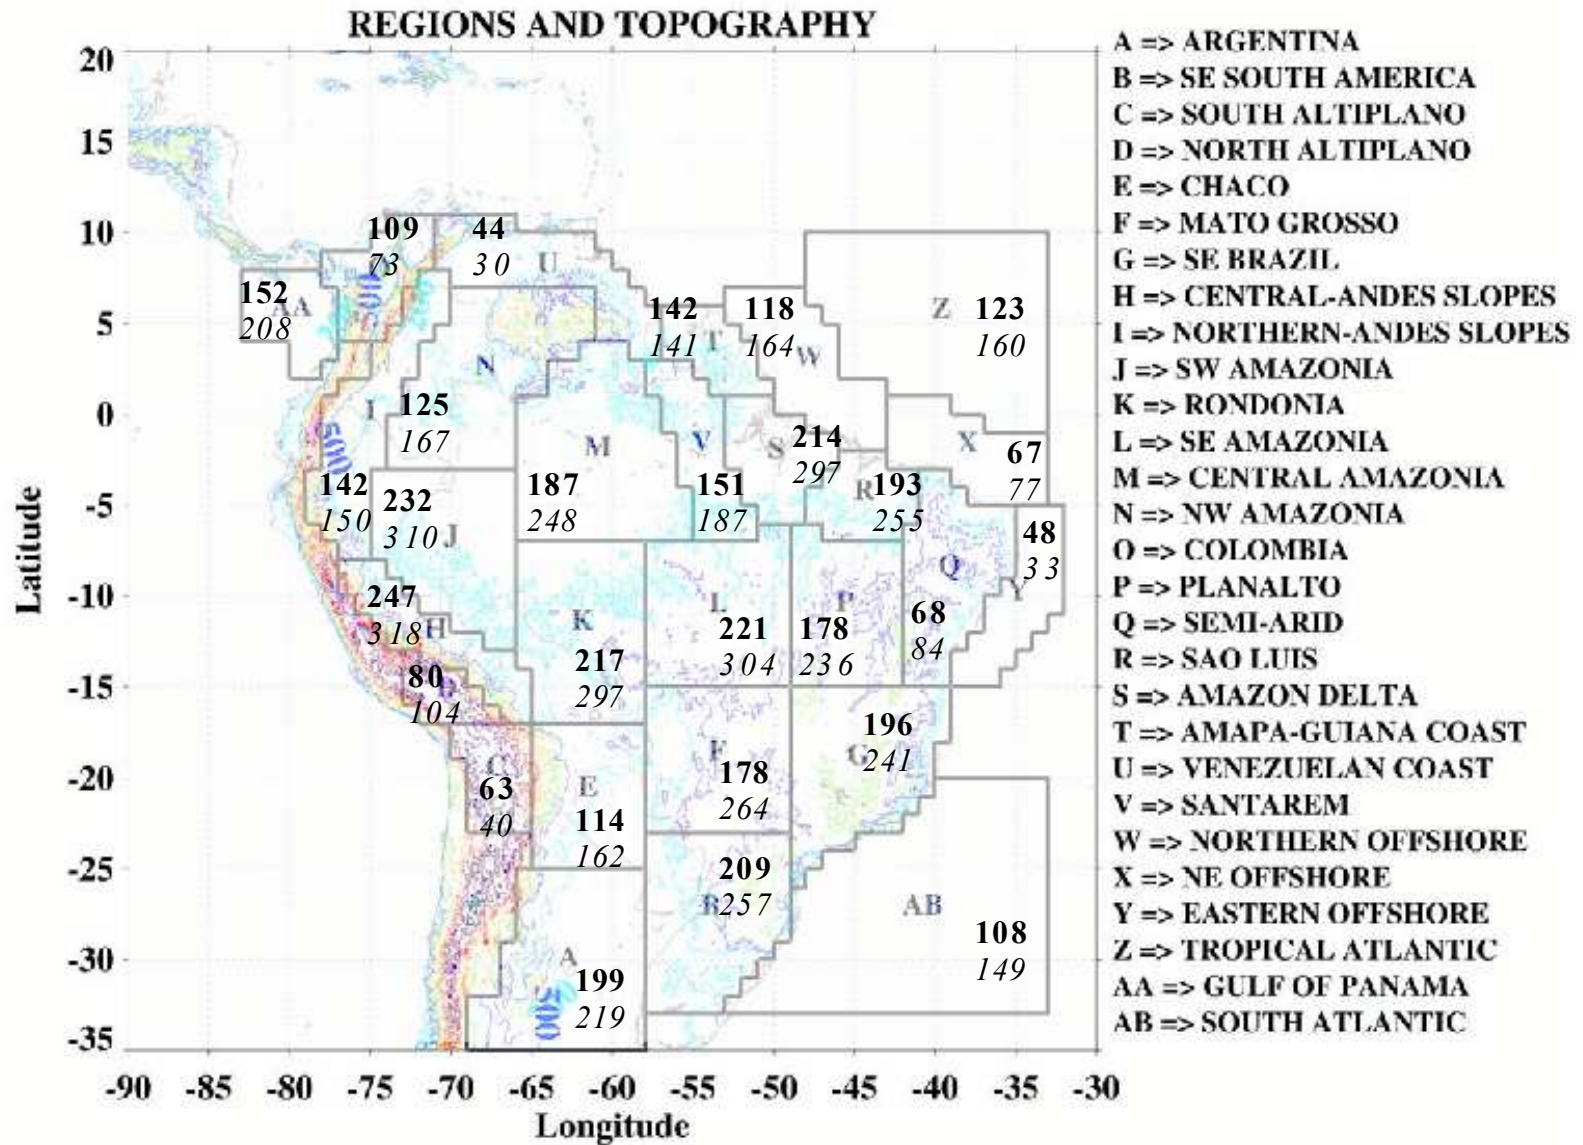 REGIONS AND TOPOGRAPHY
A => ARGENTINA
B => SE SOUTH AMERICA
C => SOUTH ALTIPLANO
D => NORTH ALTIPLANO
E => CHACO
F => MATO GROSSO
G => SE BRAZIL
H => CENTRAL-ANDES SLOPES
I => NORTHERN-ANDES SLOPES
J => SW AMAZONIA
K => RONDONIA
L => SE AMAZONIA
M => CENTRAL AMAZONIA
N => NW AMAZONIA
O => COLOMBIA
P => PLANALTO
Q => SEMI-ARID
R => SAO LUIS
S => AMAZON DELTA
T => AMAPA-GUIANA COAST
U => VENEZUELAN COAST
V => SANTAREM
W => NORTHERN OFFSHORE
X => NE OFFSHORE
Y => EASTERN OFFSHORE
Z => TROPICAL ATLANTIC
AA => GULF OF PANAMA
AB => SOUTH ATLANTIC
20
15
10
5
0
-5
-10
-15
-20
-25
-30
-35
Latitude
109
73
500
44
30
U
152
AA
208
142
141
T
118
164
W
Z
123
160
N
I
125
167
500
M
V
S
214
297
X
67
77
142
150
232
310
J
187
248
151
187
R
193
255
48
33
Y
Q
247
318
H
K
217
297
L
221
304
P
178
236
68
84
80
D
104
C
63
40
E
114
162
F
178
264
G
196
241
209
B
257
AB
108
149
A
199
219
500
-90 -85 -80 -75 -70 -65 -60 -55 -50 -45 -40 -35 -30
Longitude